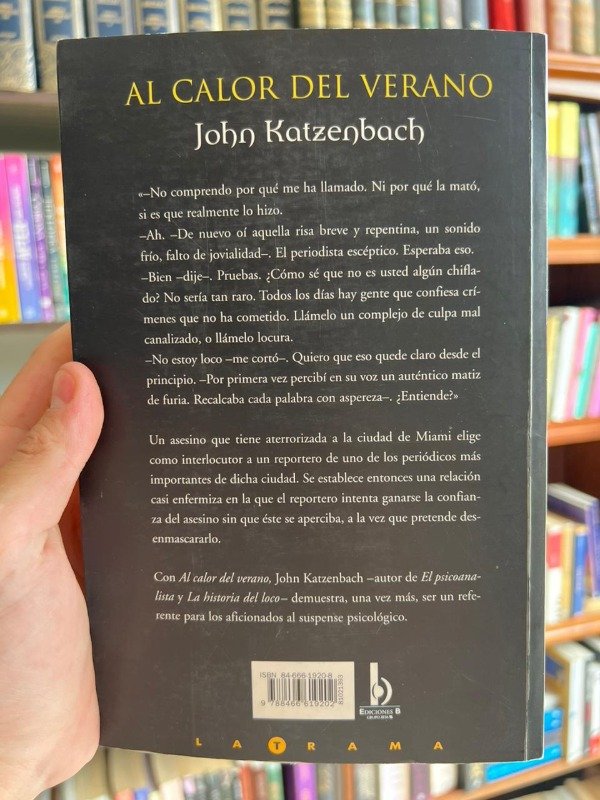 AL CALOR DEL VERANO
John Katzenbach
«–No comprendo por qué me ha llamado. Ni por qué la mató,
si es que realmente lo hizo.
–Ah. –De nuevo oí aquella risa breve y repentina, un sonido
frío, falto de jovialidad–. El periodista escéptico. Esperaba eso.
–Bien –dije–. Pruebas. ¿Cómo sé que no es usted algún chifla-
do? No sería tan raro. Todos los días hay gente que confiesa crí-
menes que no ha cometido. Llámelo un complejo de culpa mal
canalizado, o llámelo locura.
–No estoy loco –me cortó–. Quiero que eso quede claro desde el
principio. –Por primera vez percibí en su voz un auténtico matiz
de furia. Recalcaba cada palabra con aspereza–. ¿Entiende?»
Un asesino que tiene aterrorizada a la ciudad de Miami elige
como interlocutor a un reportero de uno de los periódicos más
importantes de dicha ciudad. Se establece entonces una relación
casi enfermiza en la que el reportero intenta ganarse la confian-
za del asesino sin que éste se aperciba, a la vez que pretende des-
enmascararlo.
Con Al calor del verano, John Katzenbach –autor de El psicoana-
lista y La historia del loco– demuestra, una vez más, ser un refe-
rente para los aficionados al suspense psicológico.
ISBN 84-666-1920-8
9 788466 619202
81021393
b
EDICIONES B
GRUPO ZETA
LA TRAMA